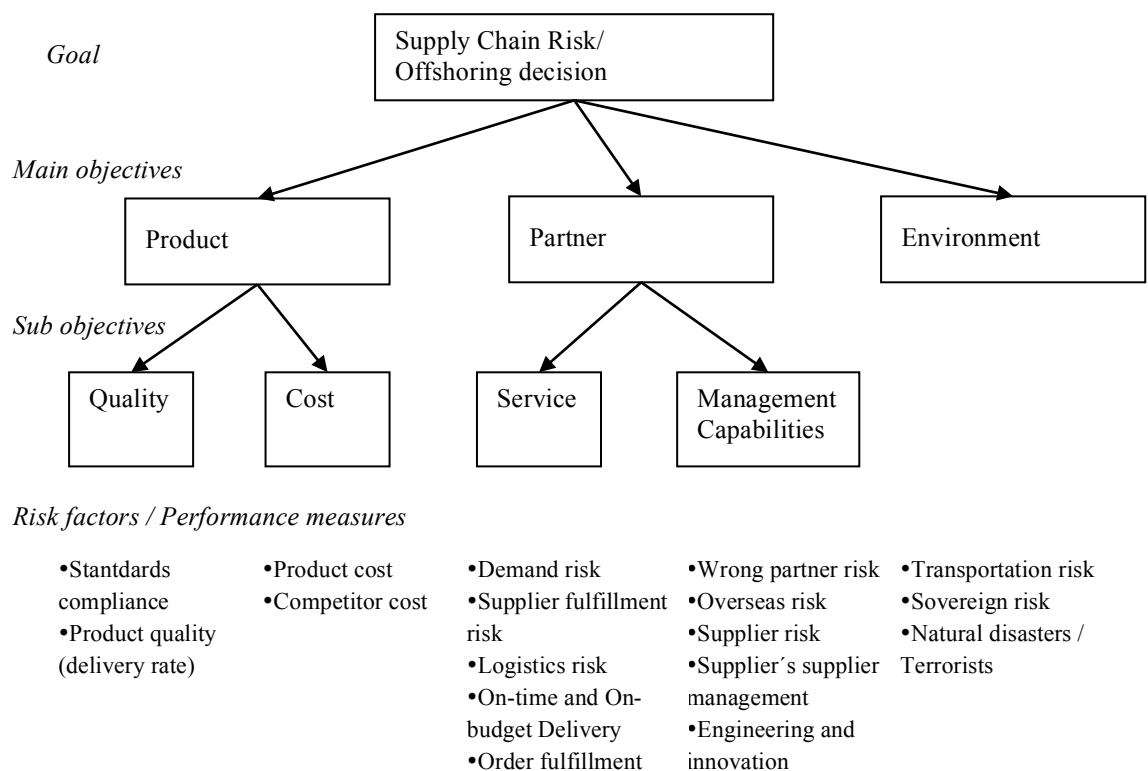 Goal
Supply Chain Risk/
Offshoring decision
Main objectives
Product
Partner
Environment
Sub objectives
Quality
Cost
Service
Management
Capabilities
Risk factors / Performance measures
•Stantdards
compliance
•Product quality
(delivery rate)
•Product cost
•Competitor cost
•Demand risk
•Supplier fulfillment
risk
•Logistics risk
•On-time and On-
budget Delivery
•Order fulfillment
•Wrong partner risk
•Overseas risk
•Supplier risk
•Supplier´s supplier
management
•Engineering and
innovation
•Transportation risk
•Sovereign risk
•Natural disasters /
Terrorists